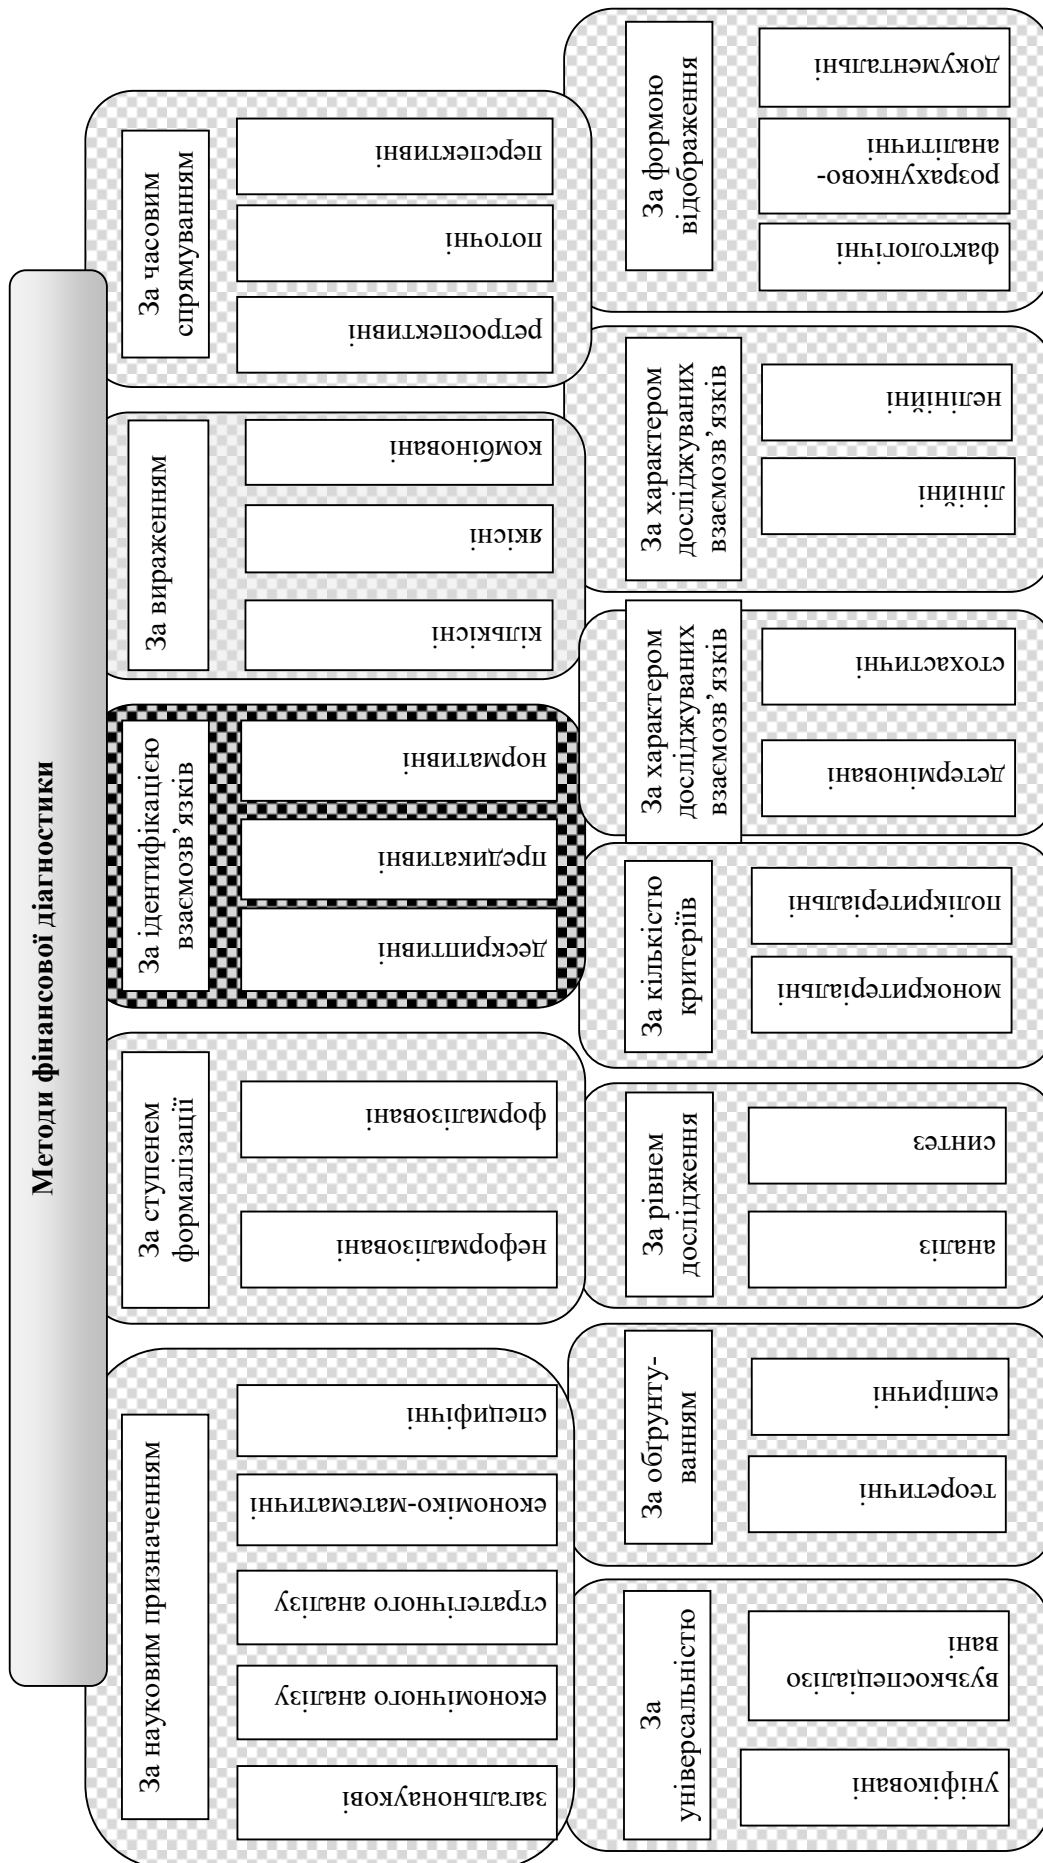 Методи фінансової діагностики
За науковим призначенням
загальнонаукові
економічного аналізу
стратегічного аналізу
економіко-математичні
специфічні
За ступенем
формалізації
неформалізовані
формалізовані
За ідентифікацією
взаємозв’язків
дескриптивні
предикативні
нормативні
За вираженням
кількісні
якісні
комбіновані
За часовим
спрямуванням
ретроспективні
поточні
перспективні
За
універсальністю
уніфіковані
вузькоспеціалізо
вані
За обґрунту-
ванням
теоретичні
емпіричні
За рівнем
дослідження
аналіз
синтез
За кількістю
критеріїв
монокритеріальні
полікритеріальні
За характером
досліджуваних
взаємозв’язків
детерміновані
стохастичні
За характером
досліджуваних
взаємозв’язків
лінійні
нелінійні
За формою
відображення
фактологічні
розрахунково-
аналітичні
документальні